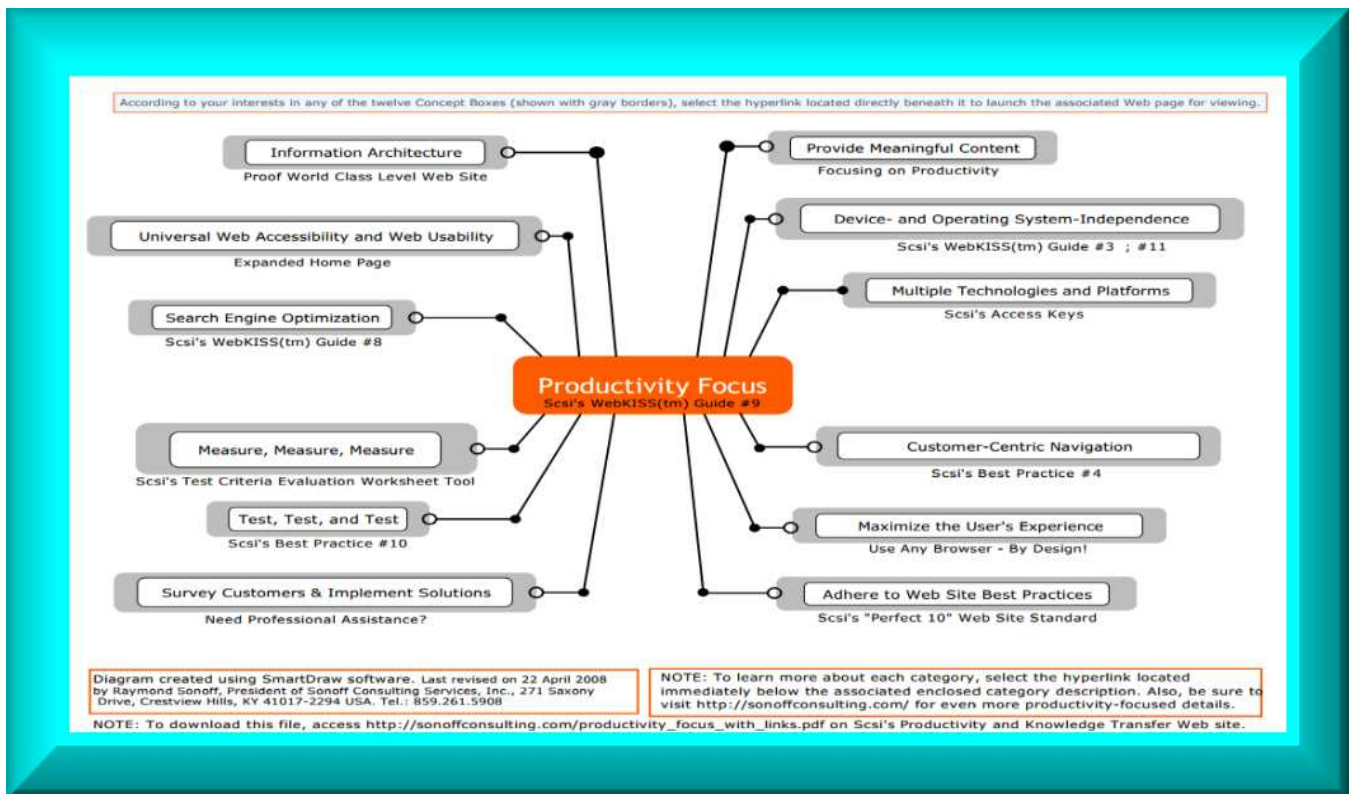 According to your interests in any of the twelve Concept Boxes (shown with gray borders), select the hyperlink located directly beneath it to launch the associated Web page for viewing.
Information Architecture
Proof World Class Level Web Site
Universal Web Accessibility and Web Usability
Expanded Home Page
Search Engine Optimization
Scsi's WebKISS(tm) Guide #8
Provide Meaningful Content
Focusing on Productivity
Device- and Operating System-Independence
Scsi's WebKISS(tm) Guide #3 ; #11
Multiple Technologies and Platforms
Scsi's Access Keys
Productivity Focus
Scsi's WebKISS(tm) Guide #9
Measure, Measure, Measure
Scsi's Test Criteria Evaluation Worksheet Tool
Test, Test, and Test
Scsi's Best Practice #10
Survey Customers & Implement Solutions
Need Professional Assistance?
Customer-Centric Navigation
Scsi's Best Practice #4
Maximize the User's Experience
Use Any Browser - By Design!
Adhere to Web Site Best Practices
Scsi's "Perfect 10" Web Site Standard
Diagram created using SmartDraw software. Last revised on 22 April 2008
by Raymond Sonoff, President of Sonoff Consulting Services, Inc., 271 Saxony
Drive, Crestview Hills, KY 41017-2294 USA. Tel.: 859.261.5908
NOTE: To learn more about each category, select the hyperlink located
immediately below the associated enclosed category description. Also, be sure to
visit http://sonoffconsulting.com/ for even more productivity-focused details.
NOTE: To download this file, access http://sonoffconsulting.com/productivity_focus_with_links.pdf on Scsi's Productivity and Knowledge Transfer Web site.